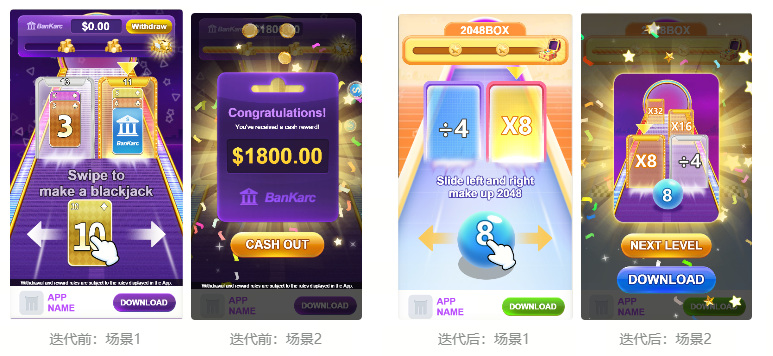 BanKarc
$0.00
Withdraw
13
11
3
BanKarc
Swipe to
make a blackjack
10
Withdrawal and reward rules are subject to the rules displayed in the App.
APP
NAME
DOWNLOAD
迭代前：场景1
BanKarc
$1800.00
Congratulations!
You've received a cash reward!
$1800.00
BanKarc
CASH OUT
Withdrawal and reward rules are subject to the rules displayed in the App.
APP
NAME
DOWNLOAD
迭代前：场景2
2048BOX
÷4
X8
Slide left and right
make up 2048
8
APP
NAME
DOWNLOAD
迭代后：场景1
2048BOX
X32
X16
X8
÷4
8
NEXT LEVEL
DOWNLOAD
APP
NAME
DOWNLOAD
迭代后：场景2